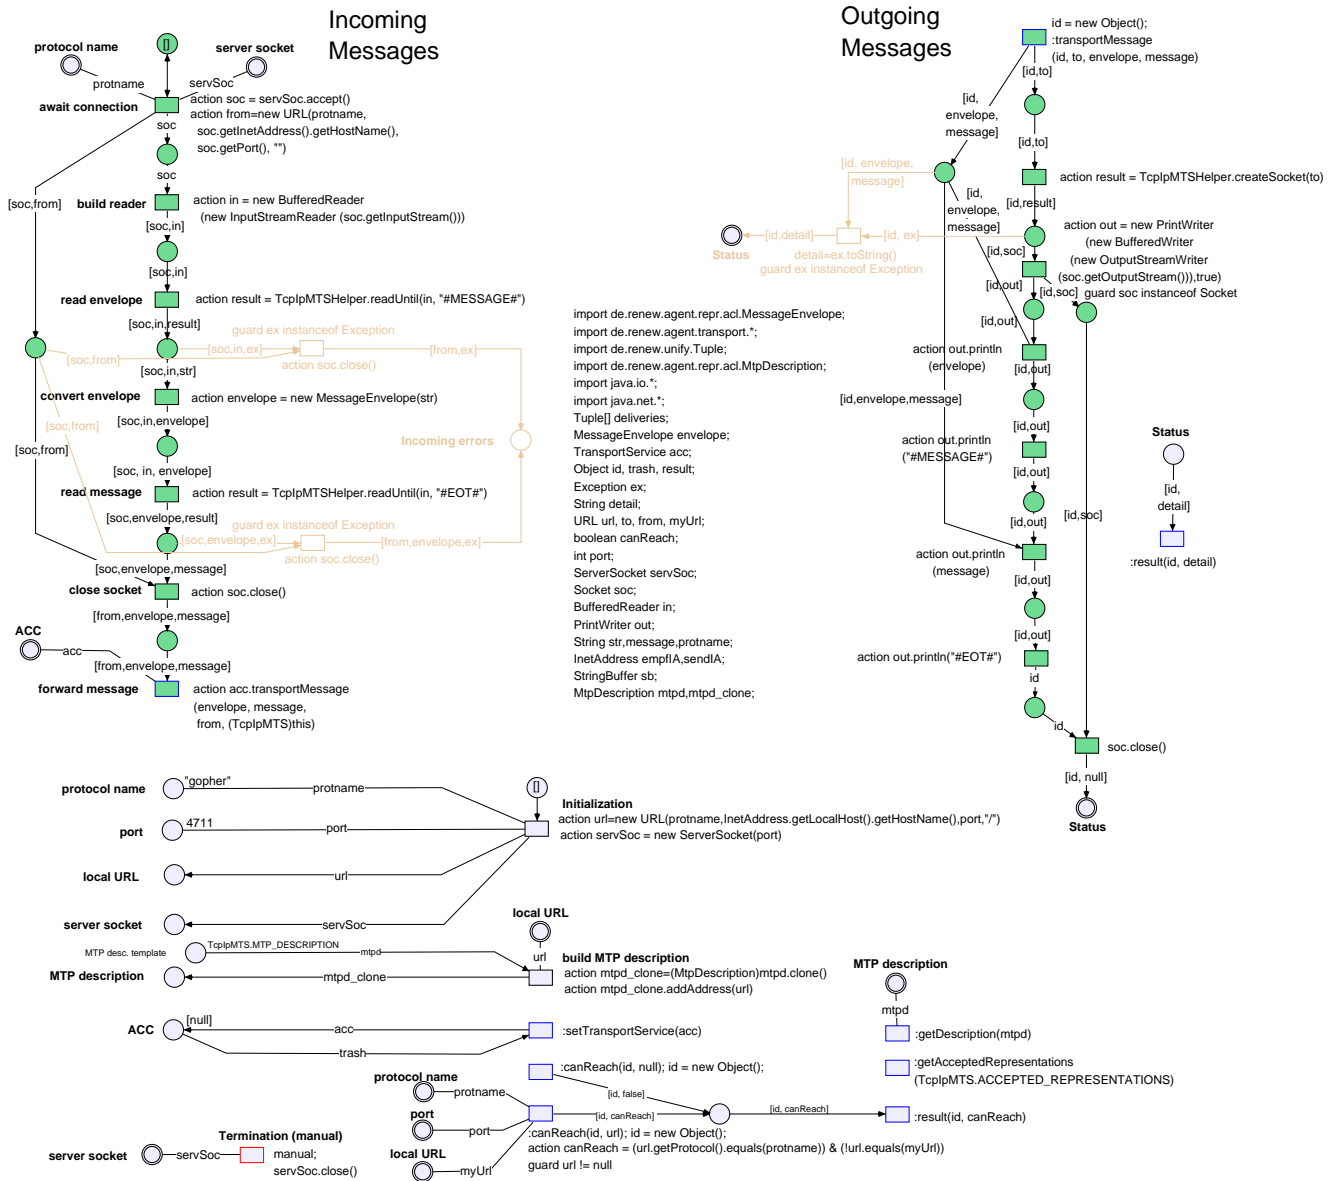 Incoming
Messages
protocol name
[]
server socket
protname
servSoc
await connection
action soc = servSoc.accept()
action from=new URL(protname,
soc.getInetAddress().getHostName(),
soc.getPort(), "")
soc
soc
[soc,from]
build reader
action in = new BufferedReader
(new InputStreamReader (soc.getInputStream()))
[soc,in]
[soc,in]
read envelope
action result = TcpIpMTSHelper.readUntil(in, "#MESSAGE#")
[soc,in,result]
guard ex instanceof Exception
[soc,from]
[soc,in,ex]
[from,ex]
action soc.close()
[soc,in,str]
convert envelope
action envelope = new MessageEnvelope(str)
[soc,from]
[soc,in,envelope]
[soc,from]
Incoming errors
[soc, in, envelope]
read message
action result = TcpIpMTSHelper.readUntil(in, "#EOT#")
[soc,envelope,result]
guard ex instanceof Exception
[soc,envelope,ex]
[from,envelope,ex]
action soc.close()
[soc,envelope,message]
close socket
action soc.close()
[from,envelope,message]
ACC
acc
[from,envelope,message]
forward message
action acc.transportMessage
(envelope, message,
from, (TcpIpMTS)this)
Outgoing
Messages
id = new Object();
:transportMessage
(id, to, envelope, message)
[id,to]
[id,
envelope,
message]
[id,to]
[id, envelope,
message]
[id,
envelope,
message]
action result = TcpIpMTSHelper.createSocket(to)
[id,result]
Status
[id,detail]
[id, ex]
detail=ex.toString()
guard ex instanceof Exception
action out = new PrintWriter
(new BufferedWriter
(new OutputStreamWriter
(soc.getOutputStream())),true)
guard soc instanceof Socket
[id,soc]
[id,soc]
[id,out]
[id,out]
action out.println
(envelope)
[id,out]
[id,envelope,message]
[id,out]
action out.println
("#MESSAGE#")
[id,out]
[id,out]
[id,soc]
action out.println
(message)
[id,out]
[id,out]
action out.println("#EOT#")
id
id
soc.close()
[id, null]
Status
Status
[id,
detail]
:result(id, detail)
import de.renew.agent.repr.acl.MessageEnvelope;
import de.renew.agent.transport.*;
import de.renew.unify.Tuple;
import de.renew.agent.repr.acl.MtpDescription;
import java.io.*;
import java.net.*;
Tuple[] deliveries;
MessageEnvelope envelope;
TransportService acc;
Object id, trash, result;
Exception ex;
String detail;
URL url, to, from, myUrl;
boolean canReach;
int port;
ServerSocket servSoc;
Socket soc;
BufferedReader in;
PrintWriter out;
String str,message,protname;
InetAddress empfIA,sendIA;
StringBuffer sb;
MtpDescription mtpd,mtpd_clone;
protocol name
"gopher"
protname
[]
Initialization
action url=new URL(protname,InetAddress.getLocalHost().getHostName(),port,"/")
action servSoc = new ServerSocket(port)
port
4711
port
local URL
url
server socket
servSoc
local URL
url
MTP desc. template
TcpIpMTS.MTP_DESCRIPTION
mtpd
MTP description
mtpd_clone
build MTP description
action mtpd_clone=(MtpDescription)mtpd.clone()
action mtpd_clone.addAddress(url)
MTP description
mtpd
:getDescription(mtpd)
ACC
[null]
acc
trash
:setTransportService(acc)
:getAcceptedRepresentations
(TcpIpMTS.ACCEPTED_REPRESENTATIONS)
:canReach(id, null); id = new Object();
[id, false]
protocol name
protname
[id, canReach]
[id, canReach]
:result(id, canReach)
port
port
:canReach(id, url); id = new Object();
action canReach = (url.getProtocol().equals(protname)) & (!url.equals(myUrl))
guard url != null
local URL
myUrl
server socket
servSoc
Termination (manual)
manual;
servSoc.close()